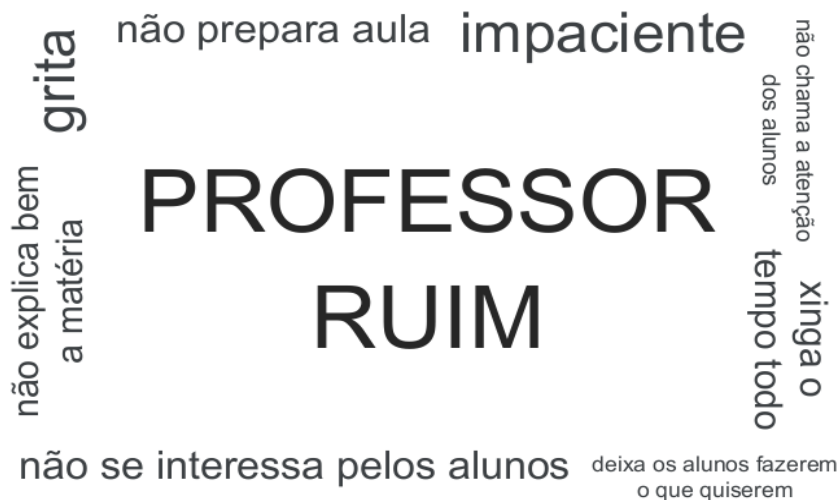 não prepara aula
impaciente
grita
não chama a atenção
dos alunos
PROFESSOR
RUIM
não explica bem
a matéria
xinga o
tempo todo
não se interessa pelos alunos
deixa os alunos fazerem
o que quiserem